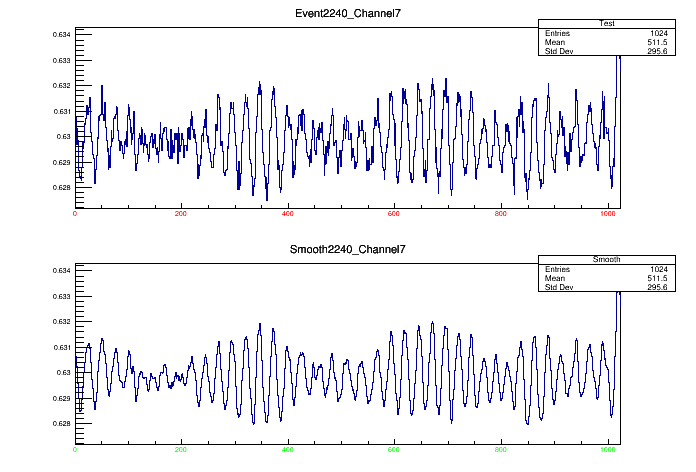 Event2240_Channel7
Test
Entries 1024
Mean 511.5
Std Dev 295.6
0.634
0.633
0.632
0.631
0.63
0.629
0.628
0 200 400 600 800 1000
Smooth2240_Channel7
Smooth
Entries 1024
Mean 511.5
Std Dev 295.6
0.634
0.633
0.632
0.631
0.63
0.629
0.628
0 200 400 600 800 1000